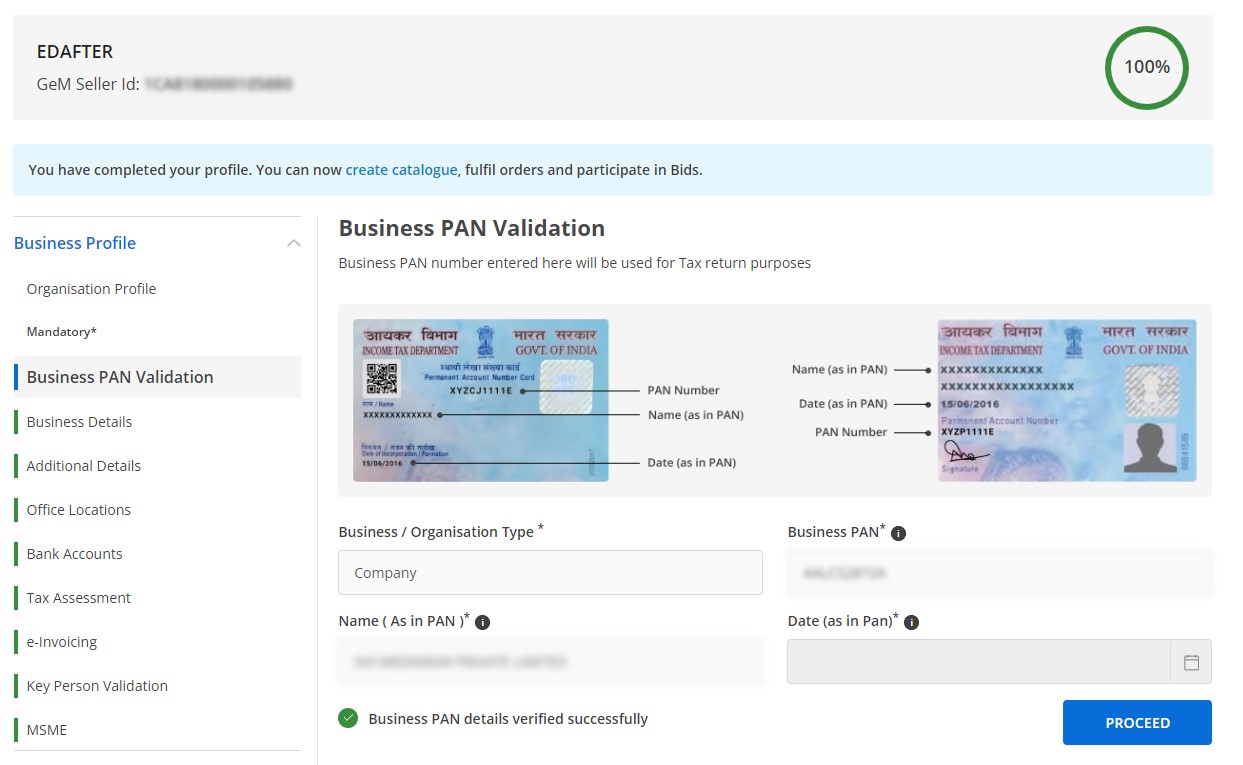 EDAFTER
GeM Seller Id:
100%
You have completed your profile. You can now create catalogue, fulfil orders and participate in Bids.
Business Profile
Organisation Profile
Mandatory*
Business PAN Validation
Business Details
Additional Details
Office Locations
Bank Accounts
Tax Assessment
e-Invoicing
Key Person Validation
MSME
Business PAN Validation
Business PAN number entered here will be used for Tax return purposes
आयकर विभाग भारत सरकार
INCOME TAX DEPARTMENT GOVT. OF INDIA
स्थायी लेखा संख्या कार्ड
Permanent Account Number Card
XYZCJ1111E
नाम / Name
XXXXXXXXXXXXX
Date of Incorporation / Formation
15/06/2016
PAN Number
Name (as in PAN)
Date (as in PAN)
Name (as in PAN)
Date (as in PAN)
PAN Number
आयकर विभाग भारत सरकार
INCOME TAX DEPARTMENT GOVT. OF INDIA
XXXXXXXXXXXXX
XXXXXXXXXXXXXXXXX
15/06/2016
Permanent Account Number
XYZP1111E
Signature
Business / Organisation Type *
Company
Business PAN*
Name ( As in PAN )*
Date (as in Pan)*
Business PAN details verified successfully
PROCEED